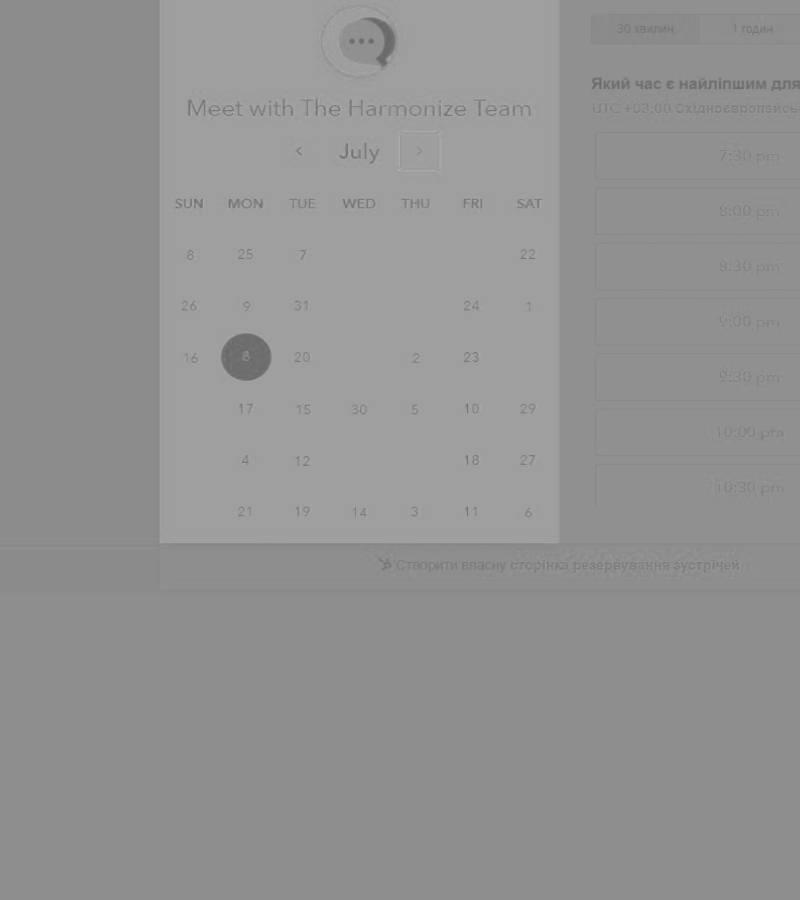 30 хвилин 1 годин
Meet with The Harmonize Team
July
SUN MON TUE WED THU FRI SAT
8 25 7 22
26 9 31 24 1
16 8 20 2 23
17 15 30 5 10 29
4 12 18 27
21 19 14 3 11 6
Який час є найліпшим для
UTC +03:00 Східноєвропейсь
7:30 pm
8:00 pm
8:30 pm
9:00 pm
9:30 pm
10:00 pm
10:30 pm
Створити власну сторінка резервування зустрічей